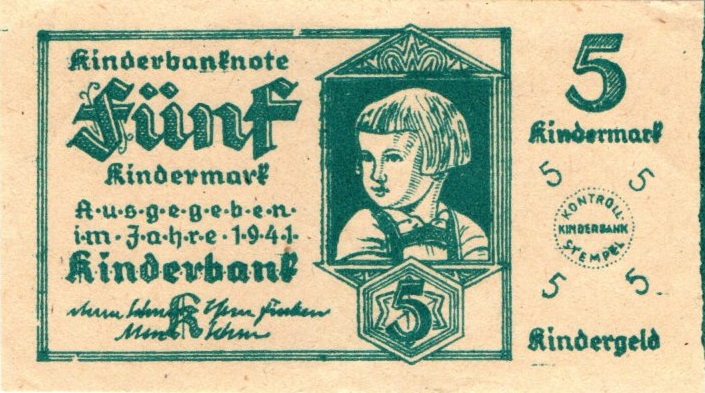 Kinderbanknote
Fünf
Kindermark
A·u·s·g·e·g·e·b·e·n·
i·m·J·a·h·r·e·1·9·4·1
Kinderbank
K
5
5
Kindermark
5 5
KONTROLL
KINDERBANK
STEMPEL
5 5
Kindergeld